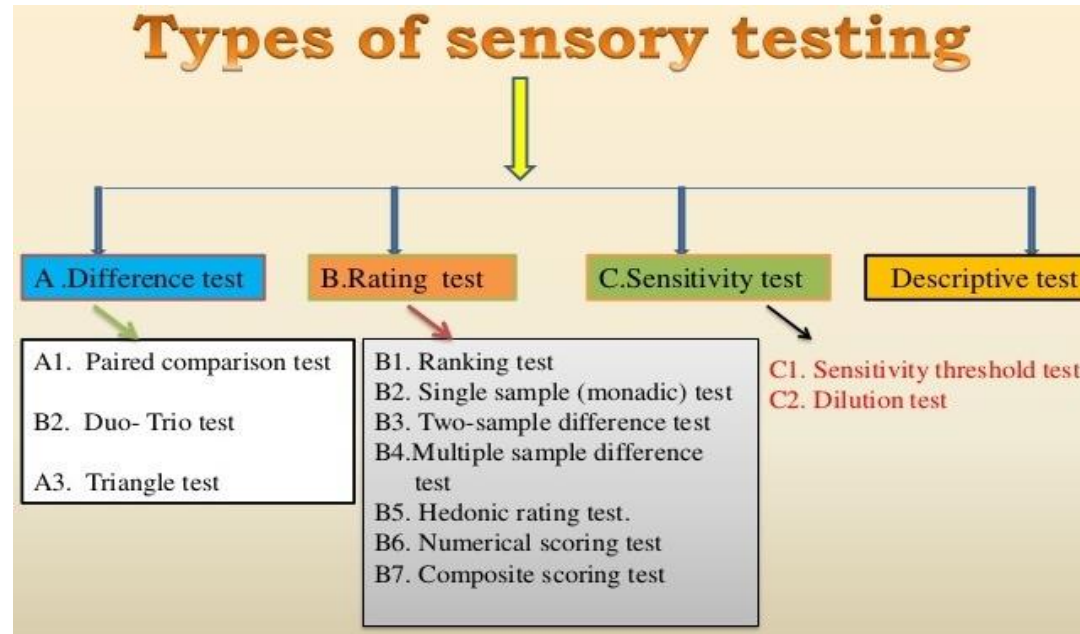 Types of sensory testing
A .Difference test
B.Rating test
C.Sensitivity test
Descriptive test
A1. Paired comparison test
B2. Duo- Trio test
A3. Triangle test
B1. Ranking test
B2. Single sample (monadic) test
B3. Two-sample difference test
B4.Multiple sample difference
test
B5. Hedonic rating test.
B6. Numerical scoring test
B7. Composite scoring test
C1. Sensitivity threshold test
C2. Dilution test